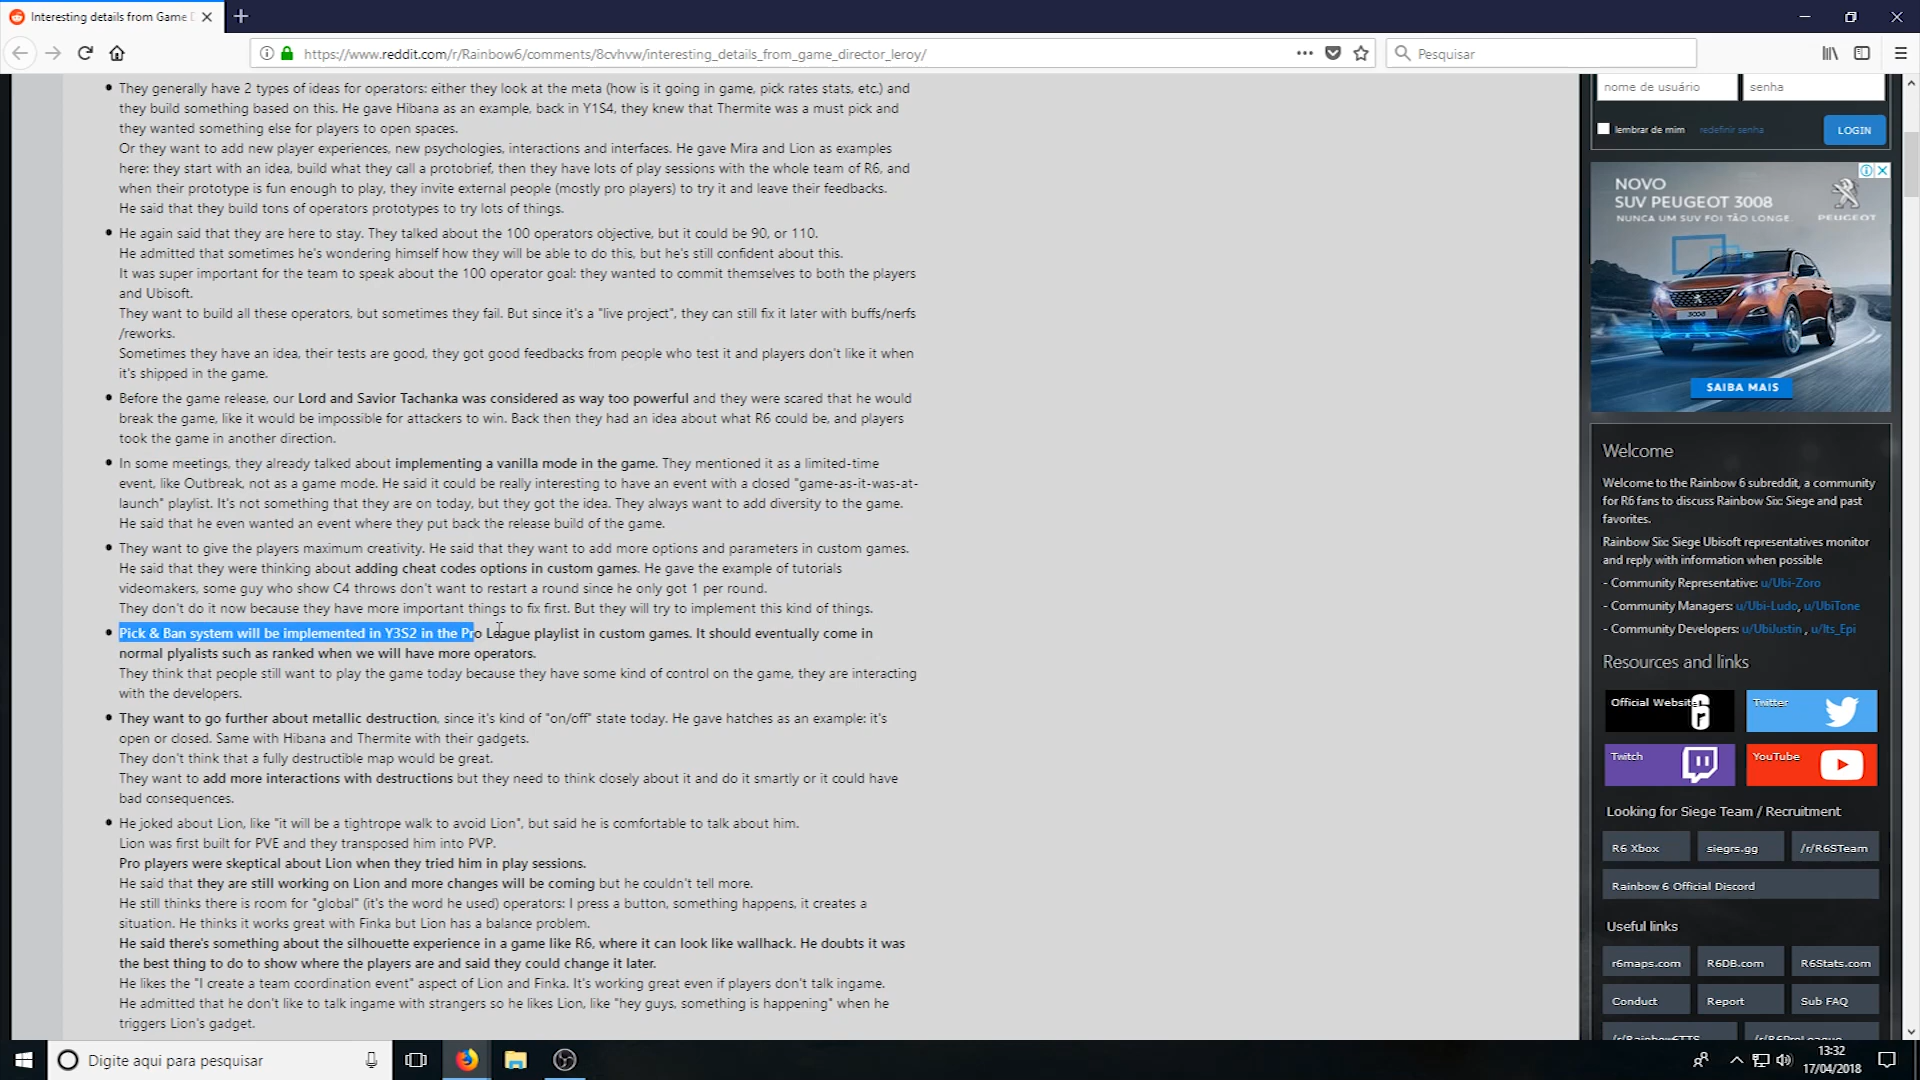 Interesting details from Game D
https://www.reddit.com/r/Rainbow6/comments/8cvhvw/interesting_details_from_game_director_leroy/
Pesquisar
They generally have 2 types of ideas for operators: either they look at the meta (how is it going in game, pick rates stats, etc.) and
they build something based on this. He gave Hibana as an example, back in Y1S4, they knew that Thermite was a must pick and
they wanted something else for players to open spaces.
Or they want to add new player experiences, new psychologies, interactions and interfaces. He gave Mira and Lion as examples
here: they start with an idea, build what they call a protobrief, then they have lots of play sessions with the whole team of R6, and
when their prototype is fun enough to play, they invite external people (mostly pro players) to try it and leave their feedbacks.
He said that they build tons of operators prototypes to try lots of things.
He again said that they are here to stay. They talked about the 100 operators objective, but it could be 90, or 110.
He admitted that sometimes he's wondering himself how they will be able to do this, but he's still confident about this.
It was super important for the team to speak about the 100 operator goal: they wanted to commit themselves to both the players
and Ubisoft.
They want to build all these operators, but sometimes they fail. But since it's a "live project", they can still fix it later with buffs/nerfs
/reworks.
Sometimes they have an idea, their tests are good, they got good feedbacks from people who test it and players don't like it when
it's shipped in the game.
Before the game release, our Lord and Savior Tachanka was considered as way too powerful and they were scared that he would
break the game, like it would be impossible for attackers to win. Back then they had an idea about what R6 could be, and players
took the game in another direction.
In some meetings, they already talked about implementing a vanilla mode in the game. They mentioned it as a limited-time
event, like Outbreak, not as a game mode. He said it could be really interesting to have an event with a closed "game-as-it-was-at-
launch" playlist. It's not something that they are on today, but they got the idea. They always want to add diversity to the game.
He said that he even wanted an event where they put back the release build of the game.
They want to give the players maximum creativity. He said that they want to add more options and parameters in custom games.
He said that they were thinking about adding cheat codes options in custom games. He gave the example of tutorials
videomakers, some guy who show C4 throws don't want to restart a round since he only got 1 per round.
They don't do it now because they have more important things to fix first. But they will try to implement this kind of things.
Pick & Ban system will be implemented in Y3S2 in the Pro League playlist in custom games. It should eventually come in
normal plyalists such as ranked when we will have more operators.
They think that people still want to play the game today because they have some kind of control on the game, they are interacting
with the developers.
They want to go further about metallic destruction, since it's kind of "on/off" state today. He gave hatches as an example: it's
open or closed. Same with Hibana and Thermite with their gadgets.
They don't think that a fully destructible map would be great.
They want to add more interactions with destructions but they need to think closely about it and do it smartly or it could have
bad consequences.
He joked about Lion, like "it will be a tightrope walk to avoid Lion", but said he is comfortable to talk about him.
Lion was first built for PVE and they transposed him into PVP.
Pro players were skeptical about Lion when they tried him in play sessions.
He said that they are still working on Lion and more changes will be coming but he couldn't tell more.
He still thinks there is room for "global" (it's the word he used) operators: I press a button, something happens, it creates a
situation. He thinks it works great with Finka but Lion has a balance problem.
He said there's something about the silhouette experience in a game like R6, where it can look like wallhack. He doubts it was
the best thing to do to show where the players are and said they could change it later.
He likes the "I create a team coordination event" aspect of Lion and Finka. It's working great even if players don't talk ingame.
He admitted that he don't like to talk ingame with strangers so he likes Lion, like "hey guys, something is happening" when he
triggers Lion's gadget.
nome de usuário senha
lembrar de mim redefinir senha LOGIN
NOVO
SUV PEUGEOT 3008
NUNCA UM SUV FOI TÃO LONGE.
PEUGEOT
3008
SAIBA MAIS
Welcome
Welcome to the Rainbow 6 subreddit, a community
for R6 fans to discuss Rainbow Six: Siege and past
favorites.
Rainbow Six: Siege Ubisoft representatives monitor
and reply with information when possible
- Community Representative: u/Ubi-Zoro
- Community Managers: u/Ubi-Ludo, u/UbiTone
- Community Developers: u/UbiJustin , u/Its_Epi
Resources and links
Official Website Twitter
Twitch YouTube
Looking for Siege Team / Recruitment
R6 Xbox siegrs.gg /r/R6STeam
Rainbow 6 Official Discord
Useful links
r6maps.com R6DB.com R6Stats.com
Conduct Report Sub FAQ
/r/Rainbow6TTS /r/R6ProLeague
Digite aqui para pesquisar
13:32
17/04/2018